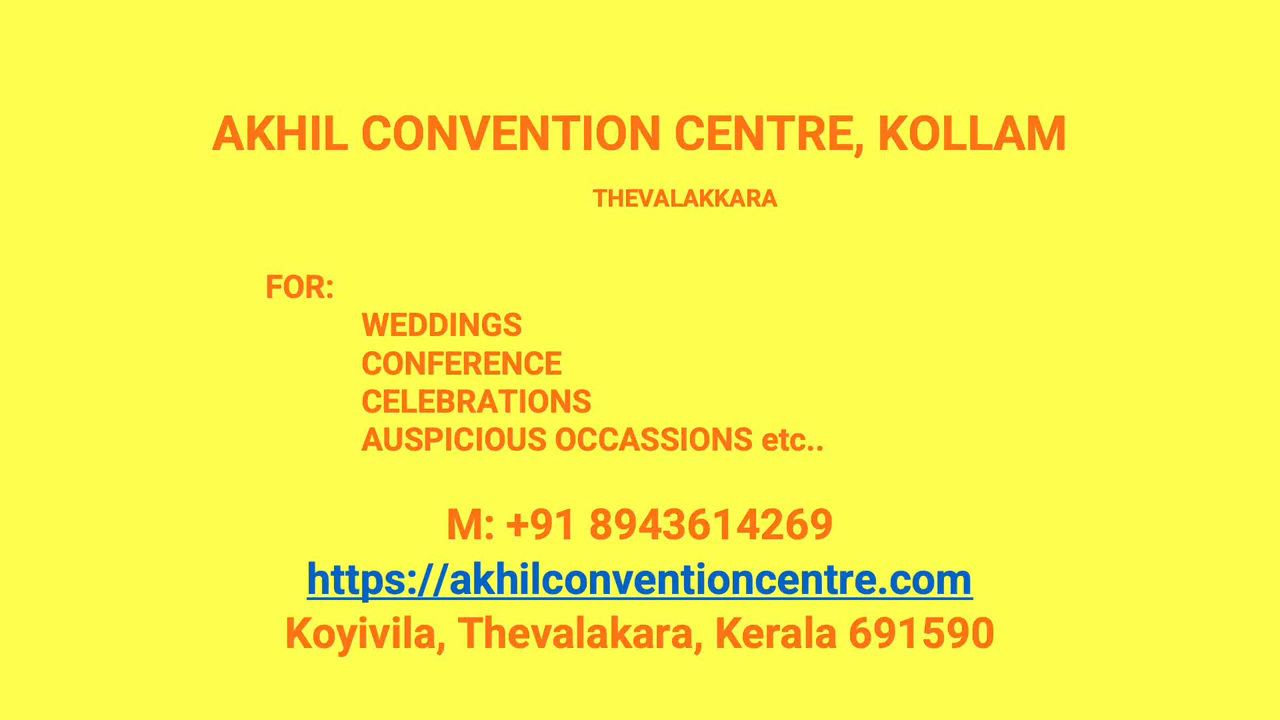 AKHIL CONVENTION CENTRE, KOLLAM
THEVALAKKARA
FOR:
WEDDINGS
CONFERENCE
CELEBRATIONS
AUSPICIOUS OCCASSIONS etc..
M: +91 8943614269
https://akhilconventioncentre.com
Koyivila, Thevalakara, Kerala 691590